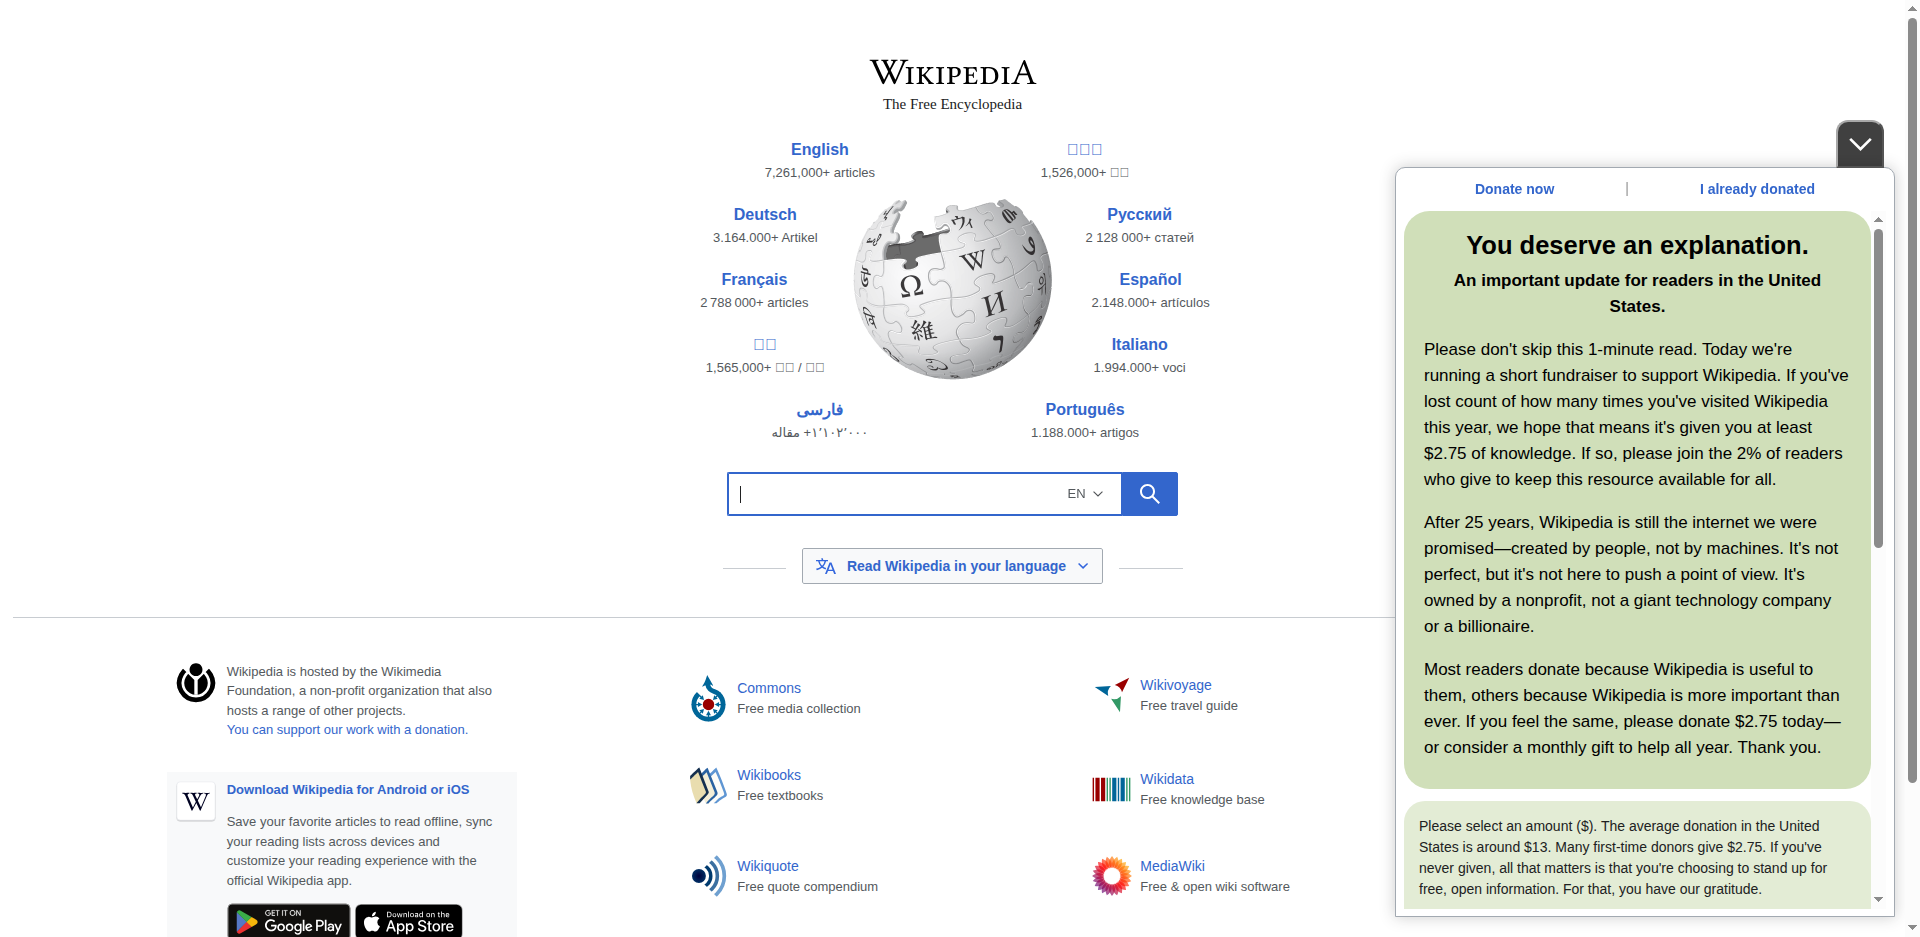 WIKIPEDIA
The Free Encyclopedia
English
7,261,000+ articles
1,526,000+
Deutsch
3.164.000+ Artikel
Русский
2 128 000+ статей
Français
2 788 000+ articles
Español
2.148.000+ artículos
1,565,000+ /
Italiano
1.994.000+ voci
فارسی
۱٬۱۰۲٬۰۰۰+ مقاله
Português
1.188.000+ artigos
Ω
W
И
維
EN
Read Wikipedia in your language
Wikipedia is hosted by the Wikimedia
Foundation, a non-profit organization that also
hosts a range of other projects.
You can support our work with a donation.
W
Download Wikipedia for Android or iOS
Save your favorite articles to read offline, sync
your reading lists across devices and
customize your reading experience with the
official Wikipedia app.
GET IT ON
Google Play
Download on the
App Store
Commons
Free media collection
Wikivoyage
Free travel guide
Wikibooks
Free textbooks
Wikidata
Free knowledge base
Wikiquote
Free quote compendium
MediaWiki
Free & open wiki software
Donate now | I already donated
You deserve an explanation.
An important update for readers in the United
States.
Please don't skip this 1-minute read. Today we're
running a short fundraiser to support Wikipedia. If you've
lost count of how many times you've visited Wikipedia
this year, we hope that means it's given you at least
$2.75 of knowledge. If so, please join the 2% of readers
who give to keep this resource available for all.
After 25 years, Wikipedia is still the internet we were
promised—created by people, not by machines. It's not
perfect, but it's not here to push a point of view. It's
owned by a nonprofit, not a giant technology company
or a billionaire.
Most readers donate because Wikipedia is useful to
them, others because Wikipedia is more important than
ever. If you feel the same, please donate $2.75 today—
or consider a monthly gift to help all year. Thank you.
Please select an amount ($). The average donation in the United
States is around $13. Many first-time donors give $2.75. If you've
never given, all that matters is that you're choosing to stand up for
free, open information. For that, you have our gratitude.